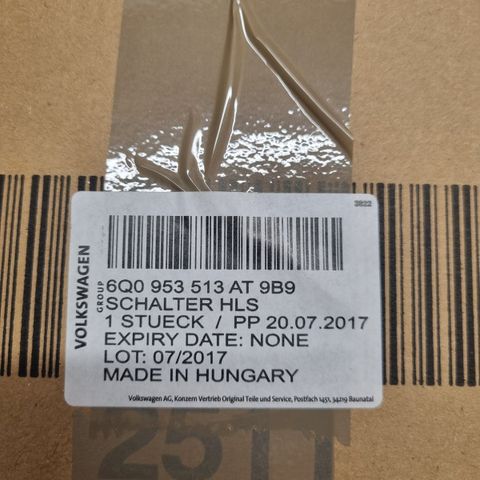 3822
VOLKSWAGEN
GROUP
6Q0 953 513 AT 9B9
SCHALTER HLS
1 STUECK / PP 20.07.2017
EXPIRY DATE: NONE
LOT: 07/2017
MADE IN HUNGARY
Volkswagen AG, Konzern Vertrieb Original Teile und Service, Postfach 1451, 34219 Baunatal